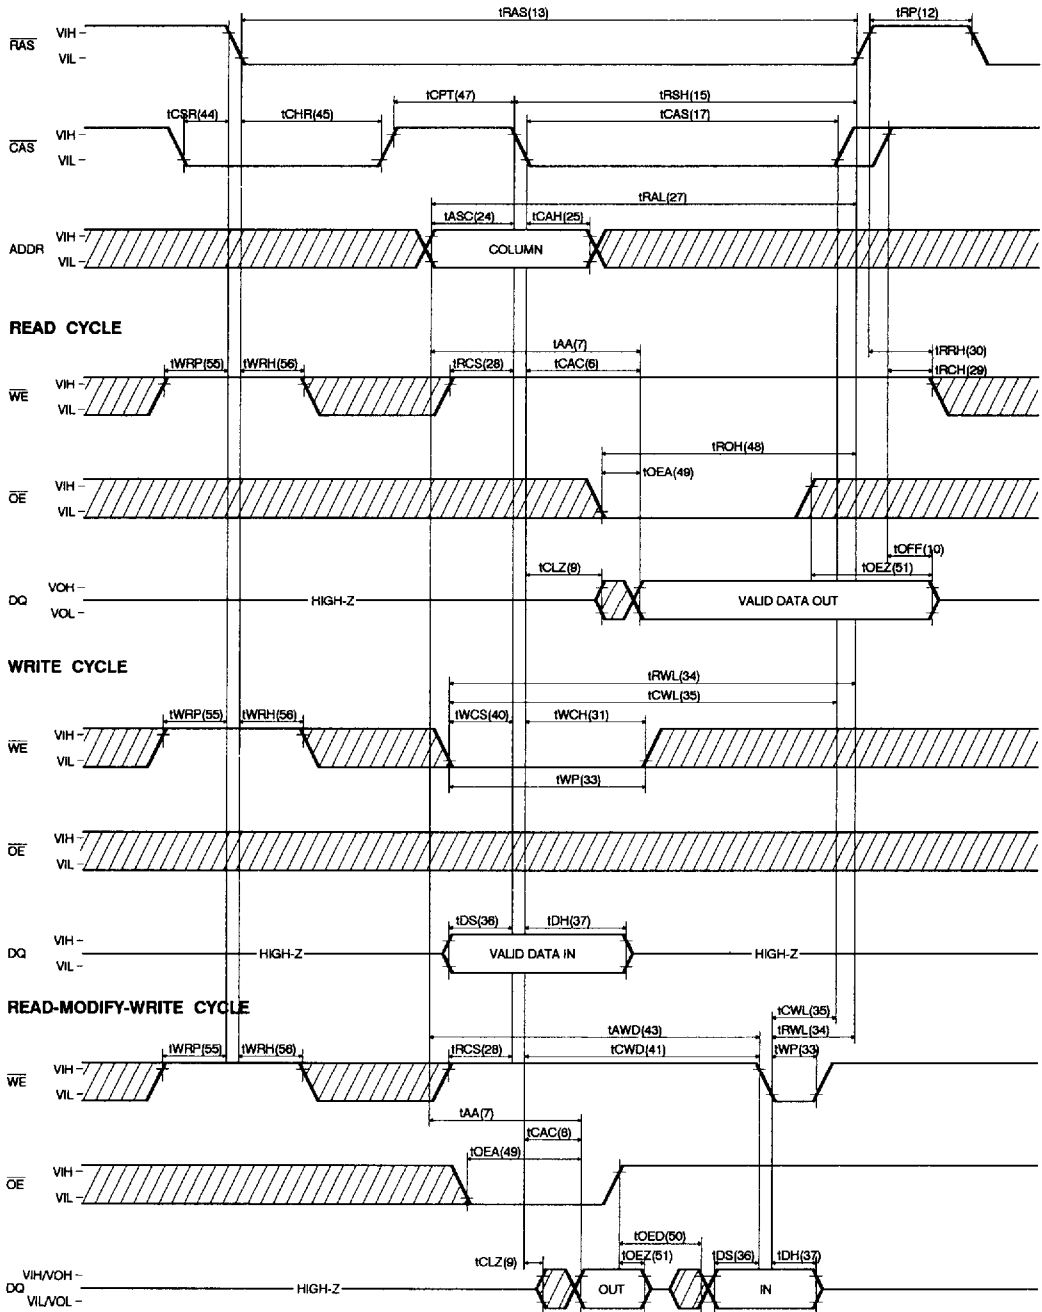 tRAS(13) tRP(12)
RAS VIH VIL
tCPT(47) tRSH(15)
tCSR(44) tCHR(45) tCAS(17)
CAS VIH VIL
tRAL(27)
tASC(24) tCAH(25)
ADDR VIH VIL COLUMN
READ CYCLE
tAA(7) tRRH(30)
tWRP(55) tWRH(56) tRCS(28) tCAC(6) tRCH(29)
WE VIH VIL
tROH(48)
tOEA(49)
OE VIH VIL
tOFF(10)
tCLZ(9) tOEZ(51)
DQ VOH VOL HIGH-Z VALID DATA OUT
WRITE CYCLE
tRWL(34)
tCWL(35)
tWRP(55) tWRH(56) tWCS(40) tWCH(31)
WE VIH VIL
tWP(33)
OE VIH VIL
tDS(36) tDH(37)
DQ VIH VIL HIGH-Z VALID DATA IN HIGH-Z
READ-MODIFY-WRITE CYCLE
tCWL(35)
tAWD(43) tRWL(34)
tWRP(55) tWRH(56) tRCS(28) tCWD(41) tWP(33)
WE VIH VIL
tAA(7)
tCAC(6)
tOEA(49)
OE VIH VIL
tOED(50)
tCLZ(9) tOEZ(51) tDS(36) tDH(37)
DQ VIH/VOH VIL/VOL HIGH-Z OUT IN